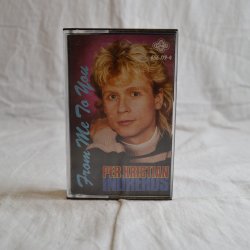 From Me To You
PER KRISTIAN
INDREHUS